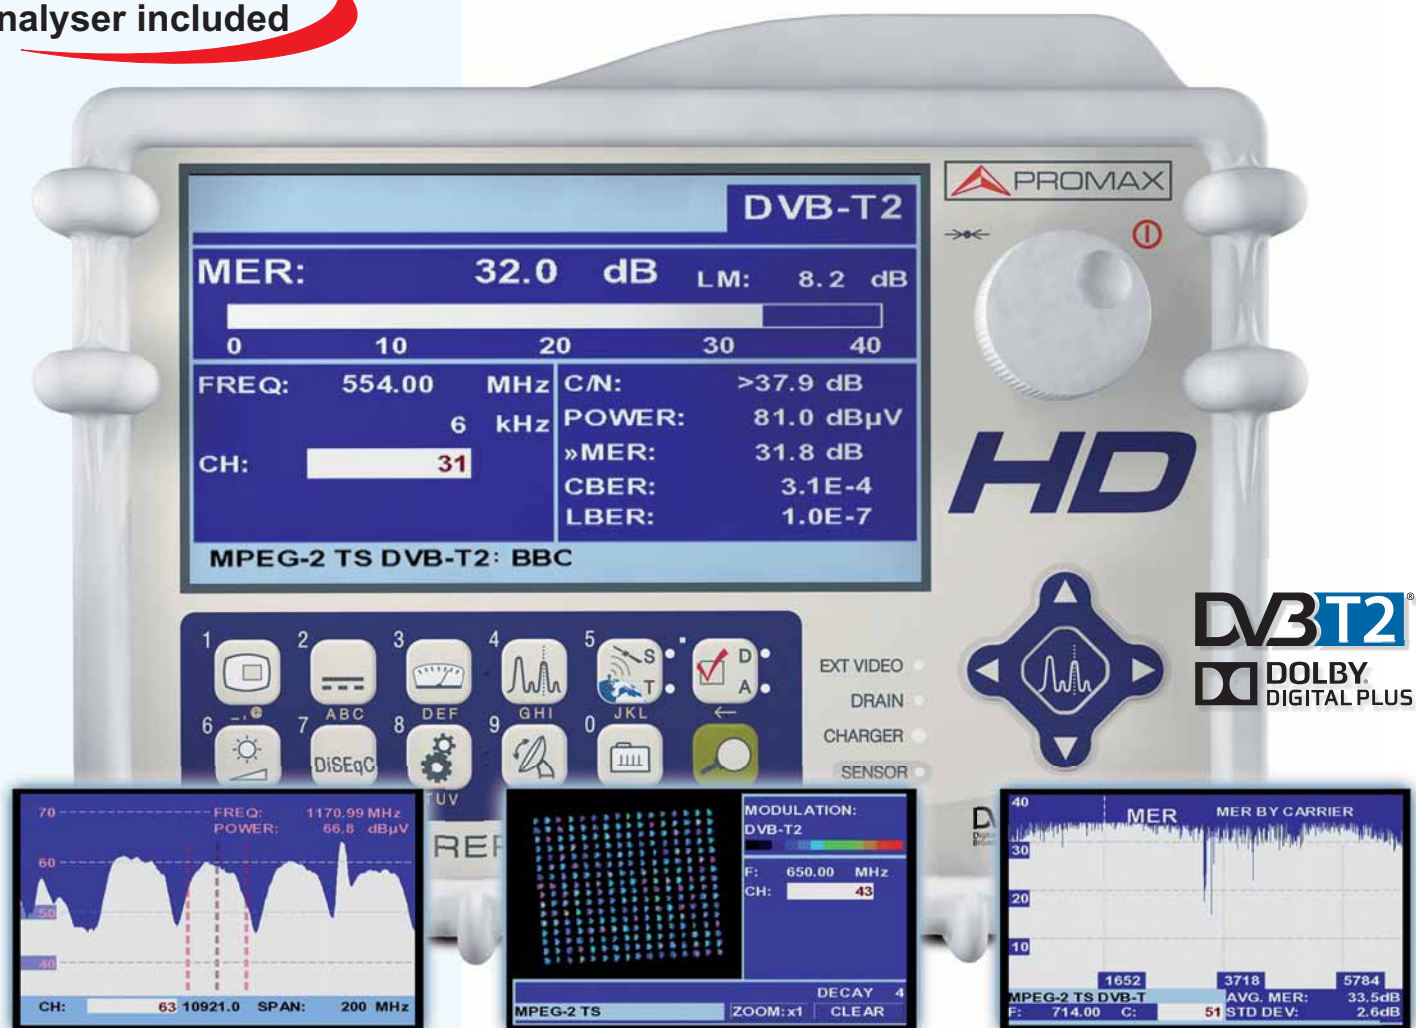 nalyser included
PROMAX
DVB-T2
MER: 32.0 dB LM: 8.2 dB
0 10 20 30 40
FREQ: 554.00 MHz
6 kHz
CH: 31
C/N: >37.9 dB
POWER: 81.0 dBµV
»MER: 31.8 dB
CBER: 3.1E-4
LBER: 1.0E-7
MPEG-2 TS DVB-T2: BBC
HD
DVB T2®
DOLBY
DIGITAL PLUS
1 2 3 4 5 S T D A
_,@ ABC DEF GHI JKL ←
6 7 8 9 0
DiSEqC
TUV
EXT VIDEO
DRAIN
CHARGER
SENSOR
70
60
50
40
FREQ: 1170.99 MHz
POWER: 66.8 dBµV
CH: 63 10921.0 SPAN: 200 MHz
MODULATION:
DVB-T2
F: 650.00 MHz
CH: 43
DECAY 4
MPEG-2 TS ZOOM:x1 CLEAR
40
30
20
10
MER MER BY CARRIER
1652 3718 5784
MPEG-2 TS DVB-T AVG. MER: 33.5dB
F: 714.00 C: 51 STD DEV: 2.6dB